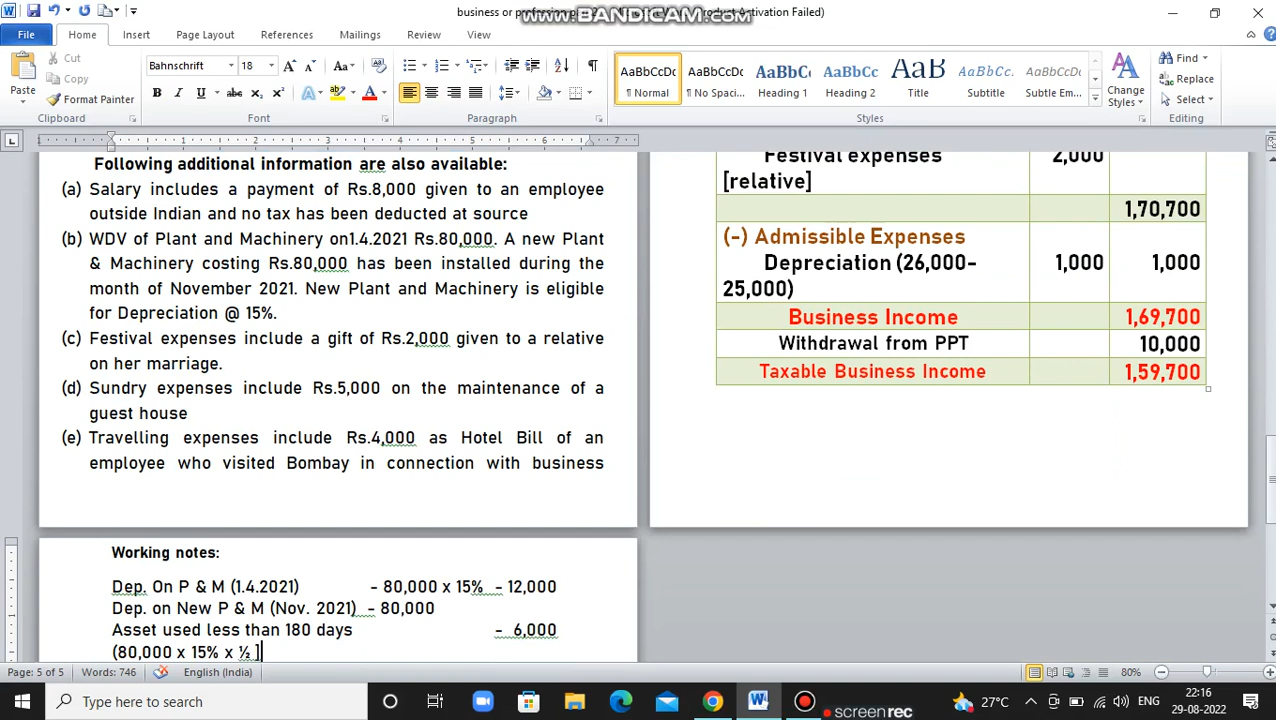 business or profession
www.BANDICAM.com
Product Activation Failed)
File
Home
Insert
Page Layout
References
Mailings
Review
View
Paste
Cut
Copy
Format Painter
Clipboard
Bahnschrift
18
Font
Paragraph
AaBbCcDc
¶ Normal
AaBbCcDc
¶ No Spaci...
AaBbC
Heading 1
AaBbCc
Heading 2
AaB
Title
AaBbCcL
Subtitle
AaBbCcDc
Subtle Em...
Change
Styles
Styles
Find
Replace
Select
Editing
1 1 2 3 4 5 6 7
Following additional information are also available:
(a) Salary includes a payment of Rs.8,000 given to an employee
outside Indian and no tax has been deducted at source
(b) WDV of Plant and Machinery on1.4.2021 Rs.80,000. A new Plant
& Machinery costing Rs.80,000 has been installed during the
month of November 2021. New Plant and Machinery is eligible
for Depreciation @ 15%.
(c) Festival expenses include a gift of Rs.2,000 given to a relative
on her marriage.
(d) Sundry expenses include Rs.5,000 on the maintenance of a
guest house
(e) Travelling expenses include Rs.4,000 as Hotel Bill of an
employee who visited Bombay in connection with business
Working notes:
Dep. On P & M (1.4.2021) - 80,000 x 15% - 12,000
Dep. on New P & M (Nov. 2021) - 80,000
Asset used less than 180 days - 6,000
(80,000 x 15% x ½ ]
Festival expenses 2,000
[relative]
1,70,700
(-) Admissible Expenses
Depreciation (26,000- 1,000 1,000
25,000)
Business Income 1,69,700
Withdrawal from PPT 10,000
Taxable Business Income 1,59,700
Page: 5 of 5
Words: 746
English (India)
80%
Type here to search
27°C
ENG
22:16
29-08-2022
screenrec